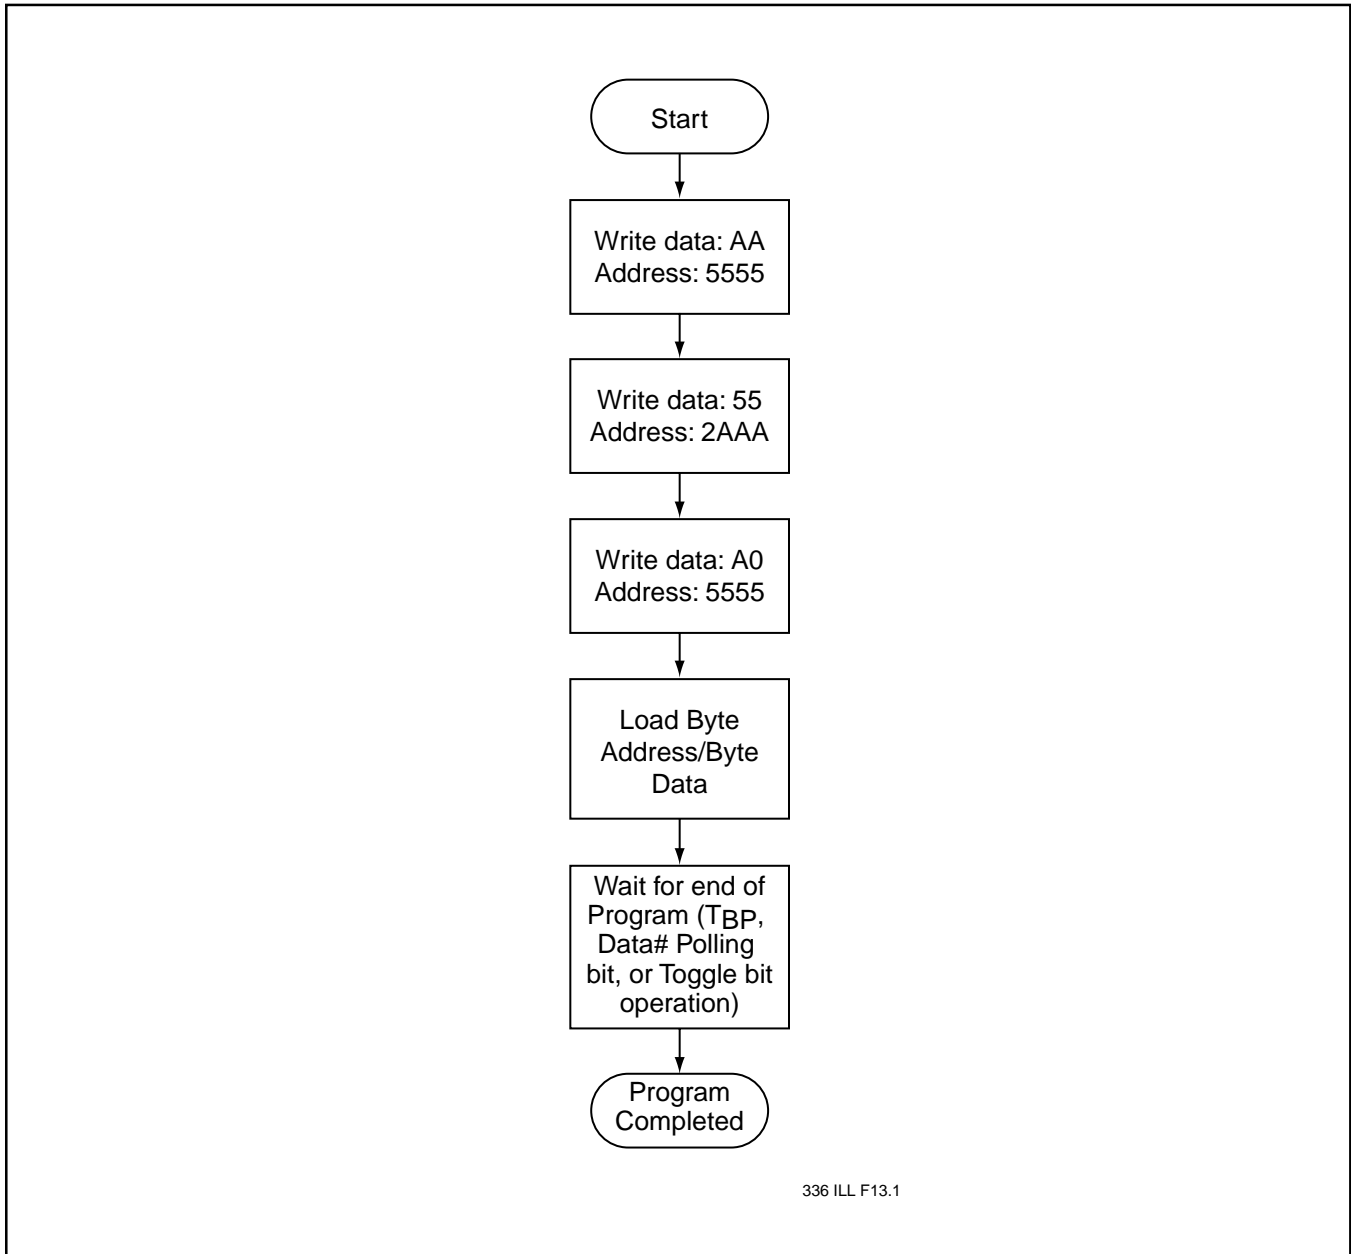 Start
Write data: AA
Address: 5555
Write data: 55
Address: 2AAA
Write data: A0
Address: 5555
Load Byte
Address/Byte
Data
Wait for end of
Program (TBP,
Data# Polling
bit, or Toggle bit
operation)
Program
Completed
336 ILL F13.1